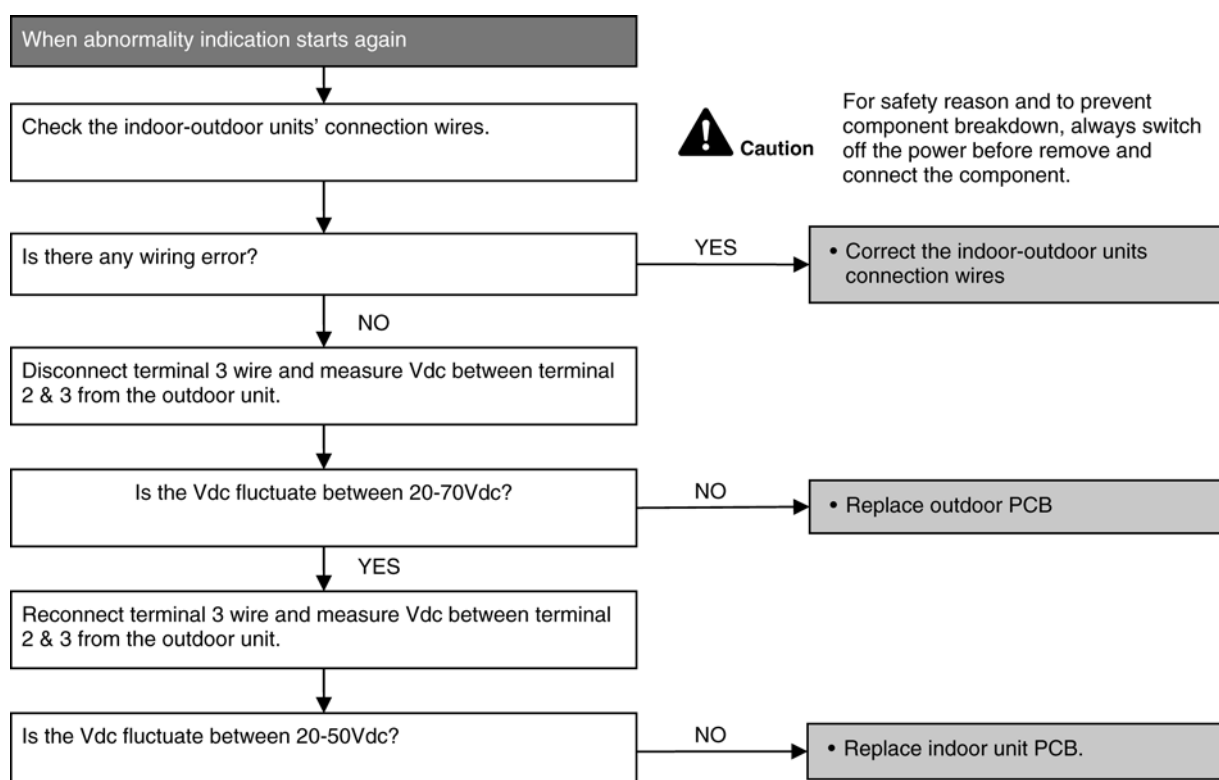 When abnormality indication starts again
Check the indoor-outdoor units' connection wires.
Caution
For safety reason and to prevent
component breakdown, always switch
off the power before remove and
connect the component.
Is there any wiring error?
YES
• Correct the indoor-outdoor units
connection wires
NO
Disconnect terminal 3 wire and measure Vdc between terminal
2 & 3 from the outdoor unit.
Is the Vdc fluctuate between 20-70Vdc?
NO
• Replace outdoor PCB
YES
Reconnect terminal 3 wire and measure Vdc between terminal
2 & 3 from the outdoor unit.
Is the Vdc fluctuate between 20-50Vdc?
NO
• Replace indoor unit PCB.